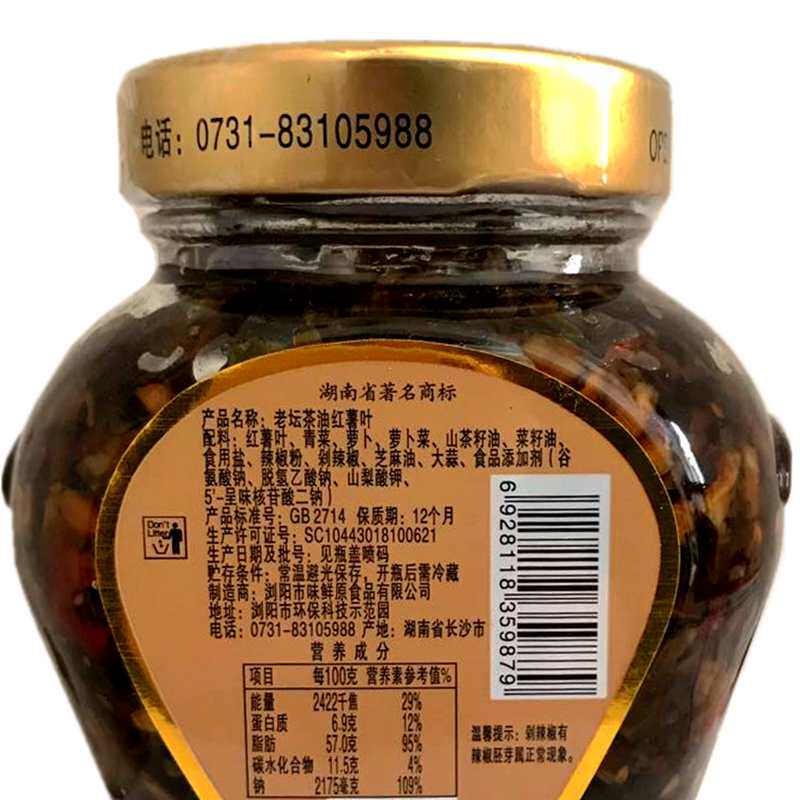 电话：0731-83105988
湖南省著名商标
产品名称：老坛茶油红薯叶
配料：红薯叶、青菜、萝卜、萝卜菜、山茶籽油、菜籽油、
食用盐、辣椒粉、剁辣椒、芝麻油、大蒜、食品添加剂（谷
氨酸钠、脱氢乙酸钠、山梨酸钾、
5'-呈味核苷酸二钠）
产品标准号：GB 2714 保质期：12个月
生产许可证号：SC10443018100621
生产日期及批号：见瓶盖喷码
贮存条件：常温避光保存，开瓶后需冷藏
制造商：浏阳市味鲜原食品有限公司
地址：浏阳市环保科技示范园
电话：0731-83105988 产地：湖南省长沙市
Don't
Litter
6 928118 359879
营养成分
项目 每100克 营养素参考值%
能量 2422千焦 29%
蛋白质 6.9克 12%
脂肪 57.0克 95%
碳水化合物 11.5克 4%
钠 2175毫克 109%
温馨提示：剁辣椒有
辣椒胚芽属正常现象。